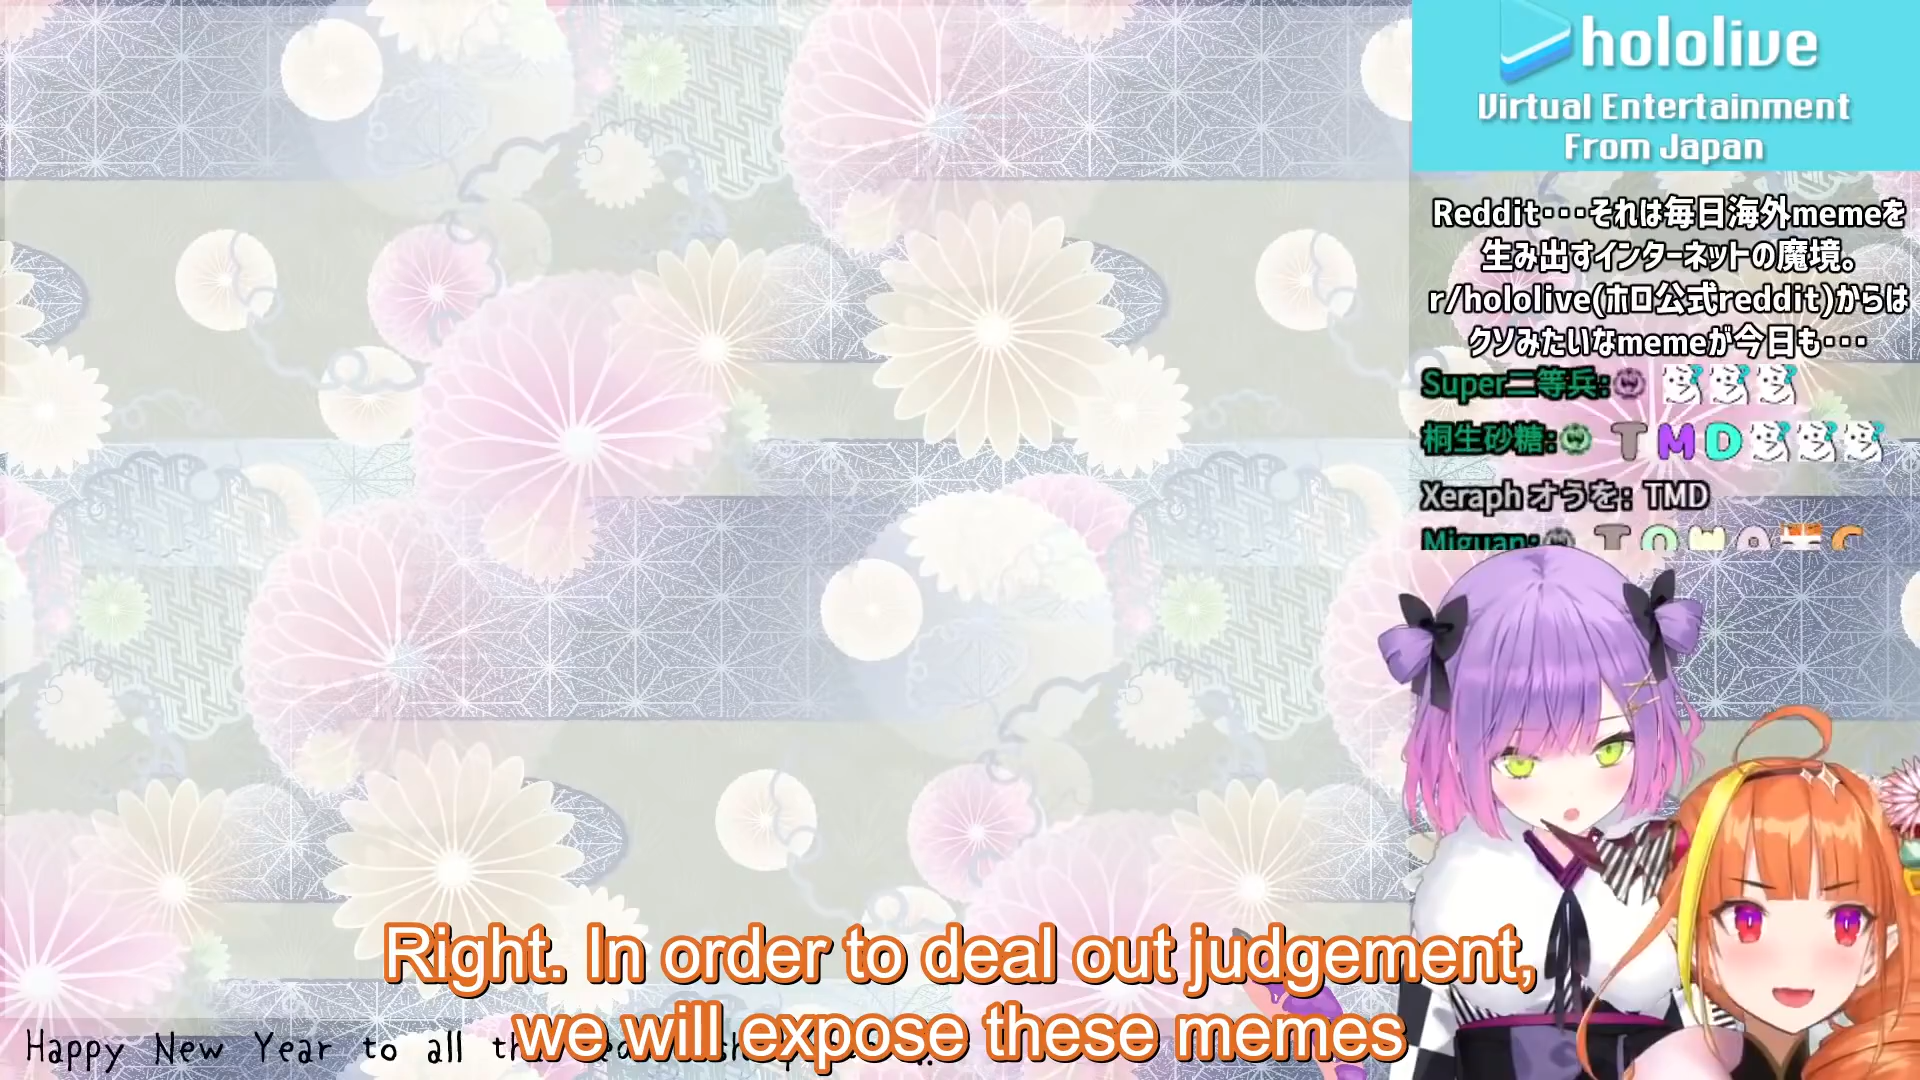 hololive
Virtual Entertainment
From Japan
Reddit・・・それは毎日海外memeを
生み出すインターネットの魔境。
r/hololive(ホロ公式reddit)からは
クソみたいなmemeが今日も・・・
Super二等兵:
桐生砂糖: TMD
Xeraph オうを: TMD
Miguan: TOWA
Right. In order to deal out judgement,
we will expose these memes
Happy New Year to all